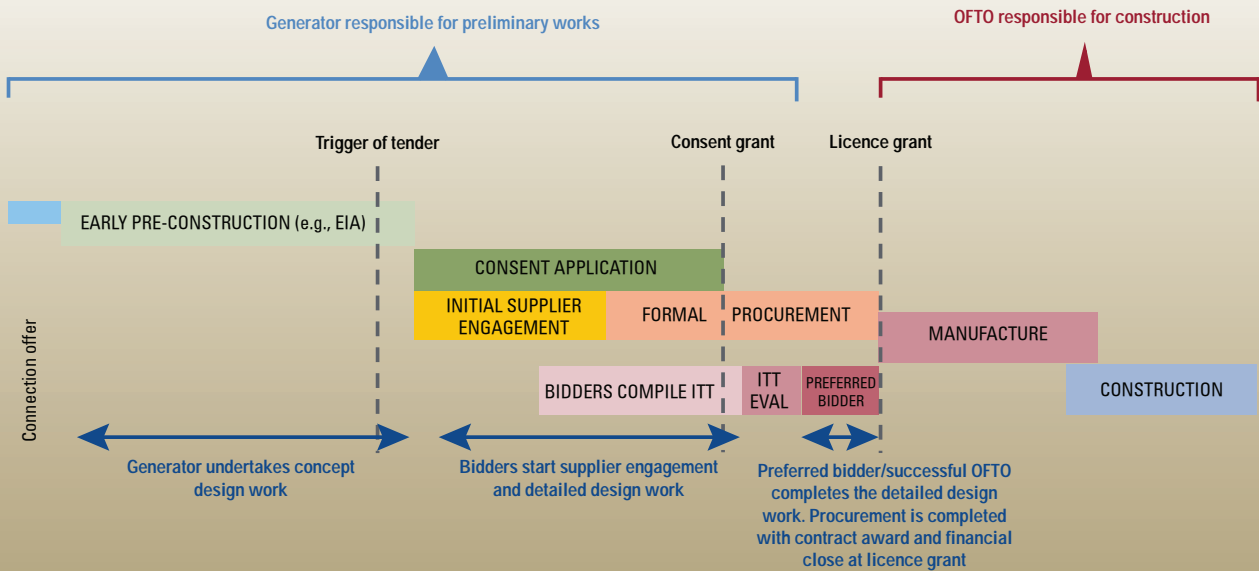 Generator responsible for preliminary works
OFTO responsible for construction
Trigger of tender
Consent grant
Licence grant
EARLY PRE-CONSTRUCTION (e.g., EIA)
CONSENT APPLICATION
INITIAL SUPPLIER
ENGAGEMENT
FORMAL PROCUREMENT
MANUFACTURE
BIDDERS COMPILE ITT
ITT
EVAL
PREFERRED
BIDDER
CONSTRUCTION
Connection offer
Generator undertakes concept
design work
Bidders start supplier engagement
and detailed design work
Preferred bidder/successful OFTO
completes the detailed design
work. Procurement is completed
with contract award and financial
close at licence grant